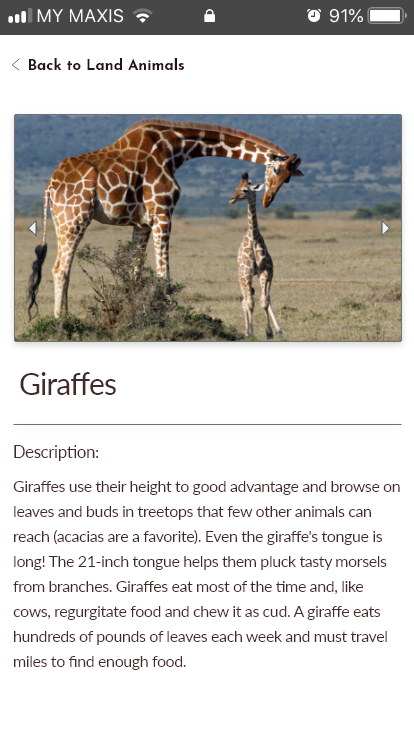 MY MAXIS 91%
Back to Land Animals
Giraffes
Description:
Giraffes use their height to good advantage and browse on
leaves and buds in treetops that few other animals can
reach (acacias are a favorite). Even the giraffe's tongue is
long! The 21-inch tongue helps them pluck tasty morsels
from branches. Giraffes eat most of the time and, like
cows, regurgitate food and chew it as cud. A giraffe eats
hundreds of pounds of leaves each week and must travel
miles to find enough food.